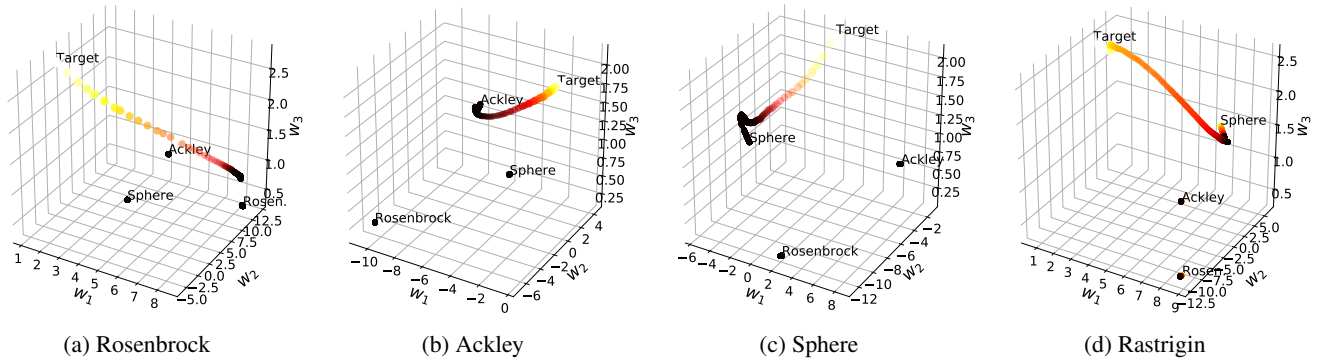 Target
Ackley
Sphere
Rosen.
2.5
2.0
1.5
1.0
0.5
w3
1 2 3 4 5 6 7 8
w1
−5.0 −2.5 0.0 2.5 5.0 7.5 10.0 12.5
w2
(a) Rosenbrock
Target
Ackley
Sphere
Rosenbrock
2.00
1.75
1.50
1.25
1.00
0.75
0.50
0.25
w3
−10 −8 −6 −4 −2 0
w1
−6 −4 −2 0 2 4
w2
(b) Ackley
Target
Sphere
Ackley
Rosenbrock
2.00
1.75
1.50
1.25
1.00
0.75
0.50
0.25
w3
−6 −4 −2 0 2 4 6 8
w1
−12 −10 −8 −6 −4 −2
w2
(c) Sphere
Target
Sphere
Ackley
Rosen.
2.5
2.0
1.5
1.0
0.5
w3
1 2 3 4 5 6 7 8 9
w1
−12.5 −10.0 −7.5 −5.0 −2.5 0.0
w2
(d) Rastrigin